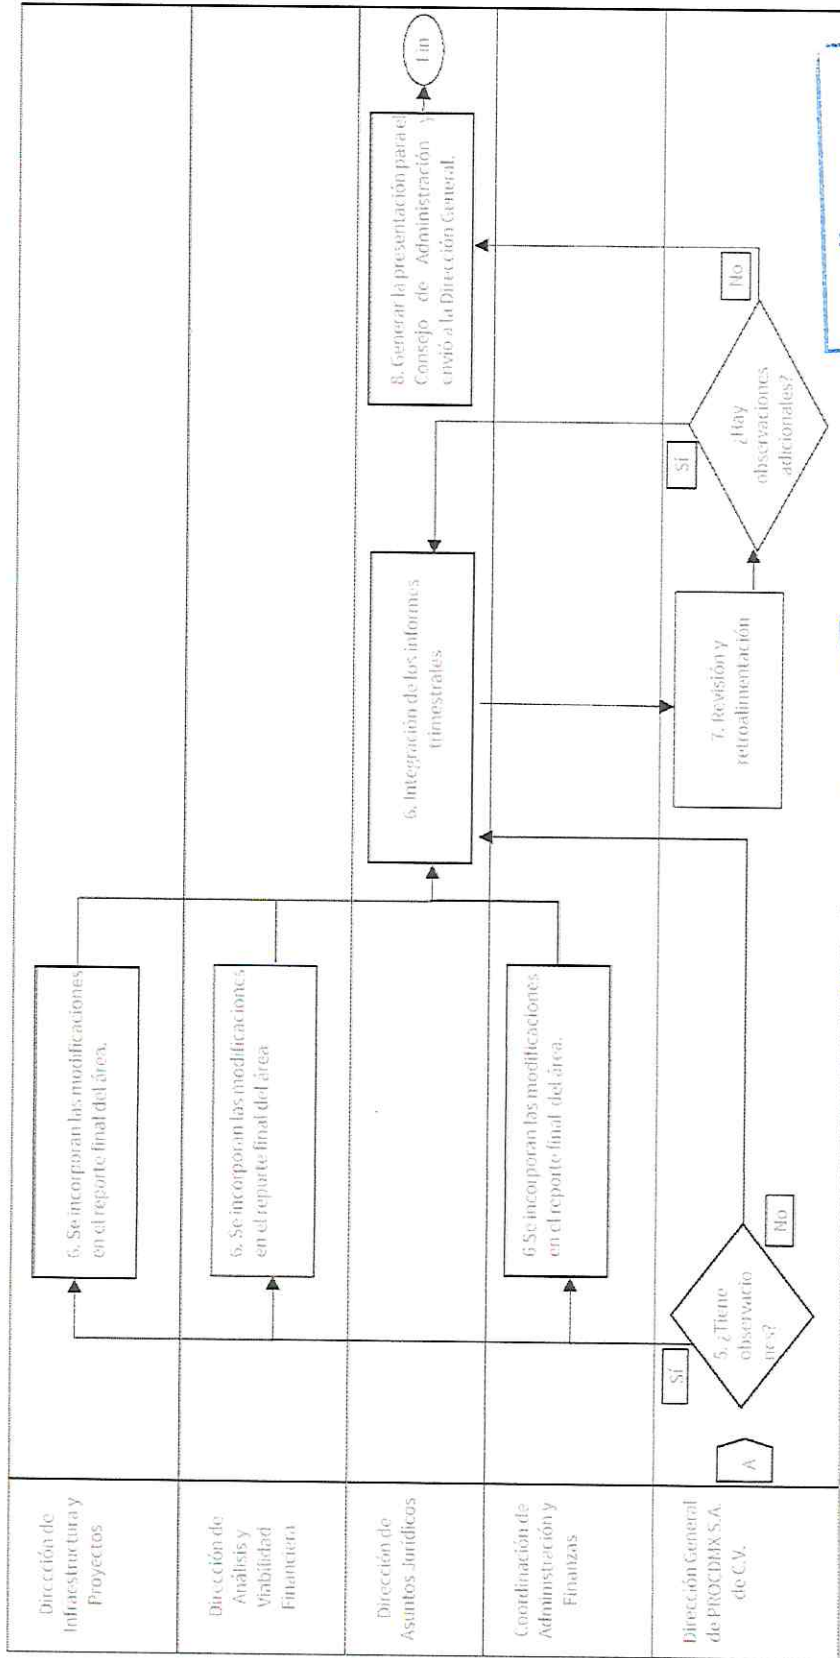 Dirección de
Infraestructura y
Proyectos
6. Se incorporan las modificaciones
en el reporte final del área.
Dirección de
Análisis y
Viabilidad
Financiera
6. Se incorporan las modificaciones
en el reporte final del área
Dirección de
Asuntos Jurídicos
6. Integración de los informes
trimestrales
8. Generar la presentación para el
Consejo de Administración y
envió a la Dirección General.
Fin
Coordinación de
Administración y
Finanzas
6 Se incorporan las modificaciones
en el reporte final del área.
Dirección General
de PROCDMX S.A.
de C.V.
A
Sí
5. ¿Tiene
observacio
nes?
No
7. Revisión y
retroalimentación
Sí
¿Hay
observaciones
adicionales?
No